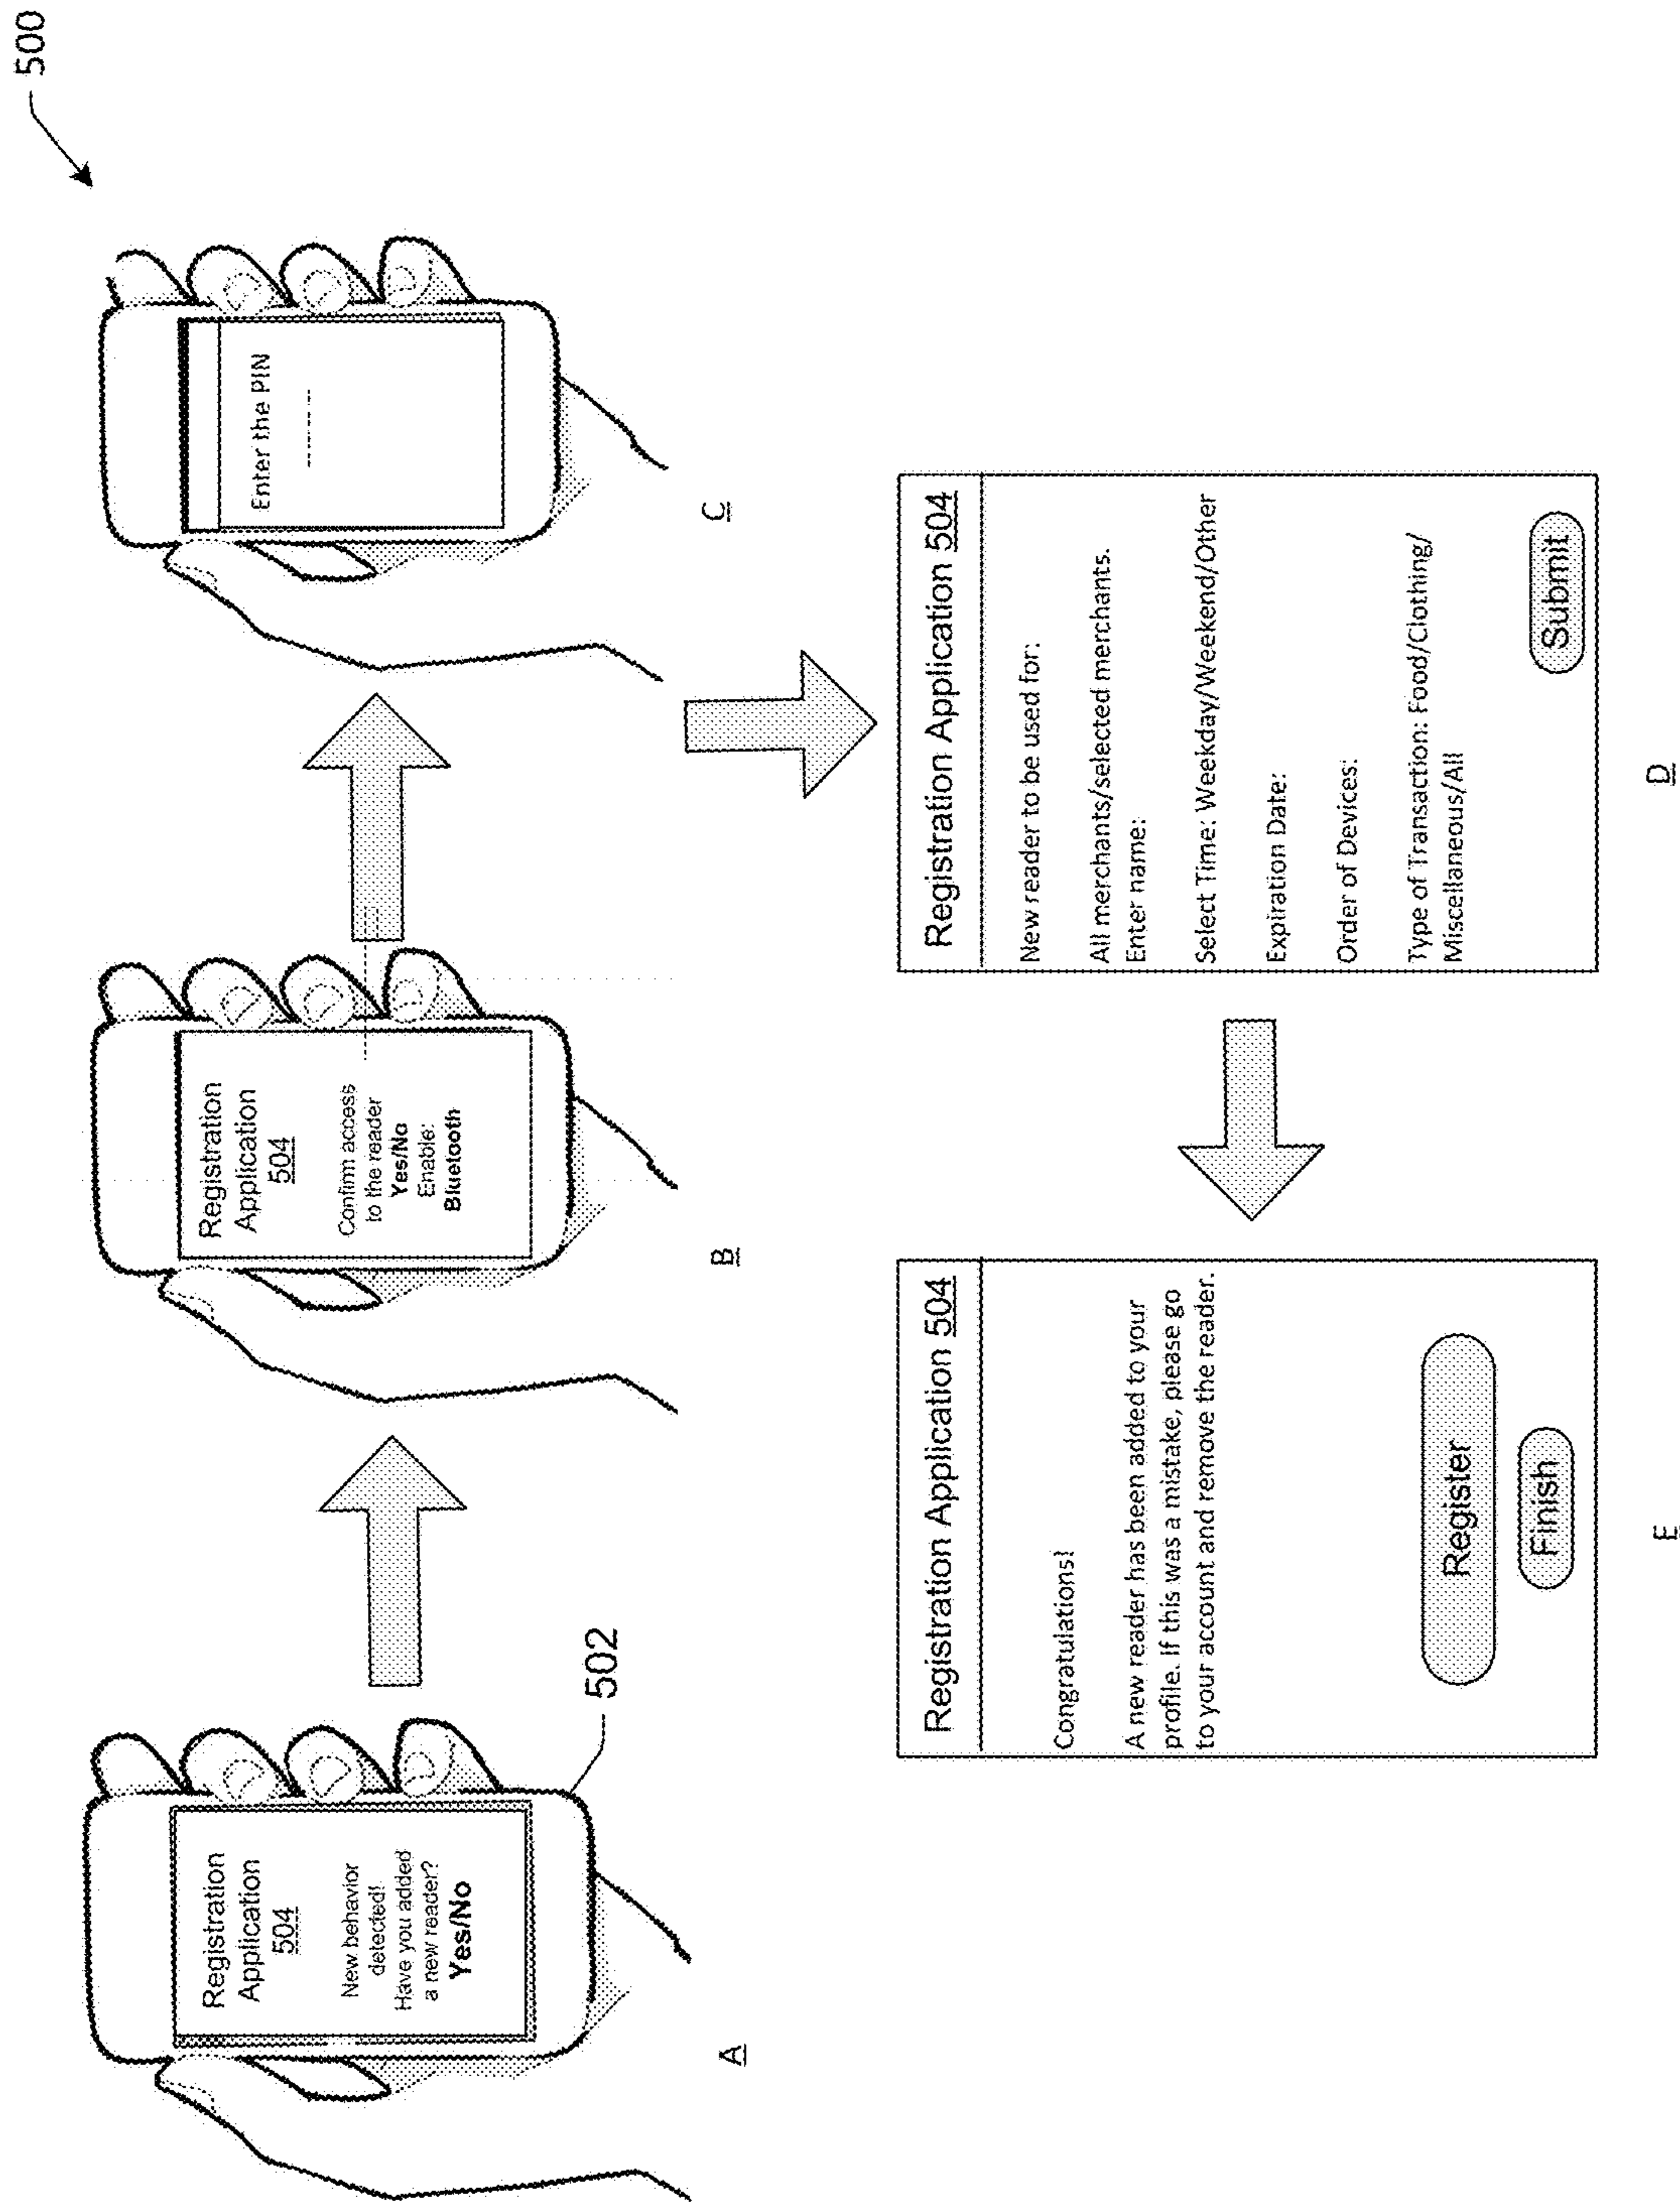 500
Registration
Application
504
New behavior
detected!
Have you added
a new reader?
Yes/No
502
A
Registration
Application
504
Confirm access
to the reader
Yes/No
Enable:
Bluetooth
B
Enter the PIN
------
C
Registration Application 504
New reader to be used for:
All merchants/selected merchants.
Enter name:
Select Time: Weekday/Weekend/Other
Expiration Date:
Order of Devices:
Type of Transaction: Food/Clothing/
Miscellaneous/All
Submit
D
Registration Application 504
Congratulations!
A new reader has been added to your
profile. If this was a mistake, please go
to your account and remove the reader.
Register
Finish
E